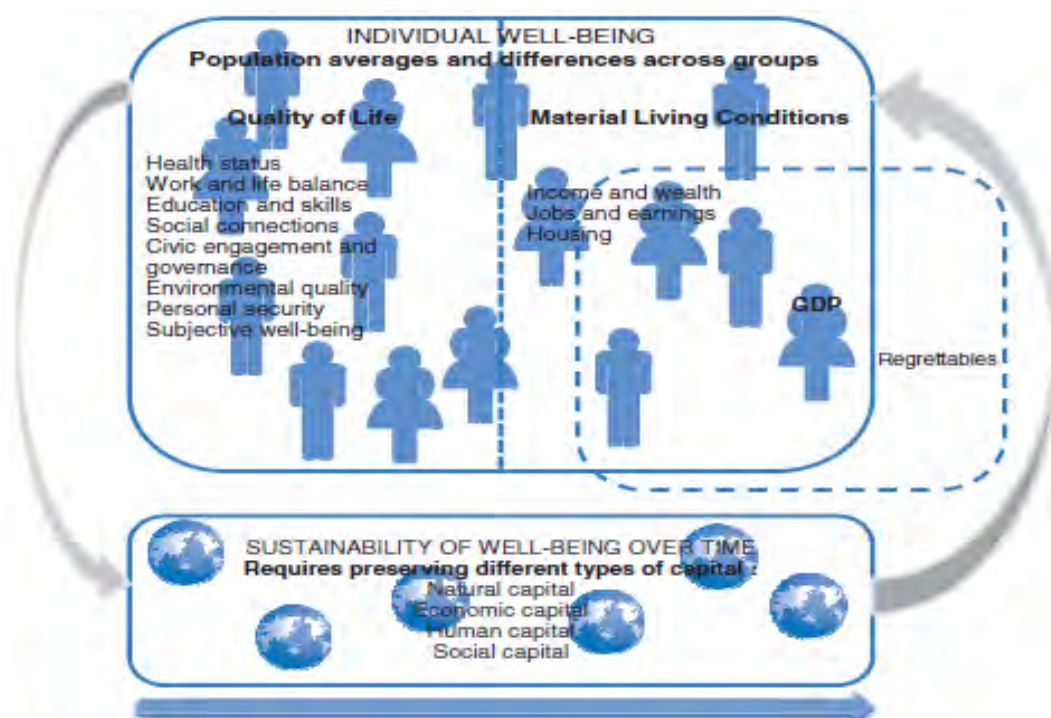 INDIVIDUAL WELL-BEING
Population averages and differences across groups
Quality of Life
Health status
Work and life balance
Education and skills
Social connections
Civic engagement and
governance
Environmental quality
Personal security
Subjective well-being
Material Living Conditions
Income and wealth
Jobs and earnings
Housing
GDP
Regrettables
SUSTAINABILITY OF WELL-BEING OVER TIME
Requires preserving different types of capital :
Natural capital
Economic capital
Human capital
Social capital